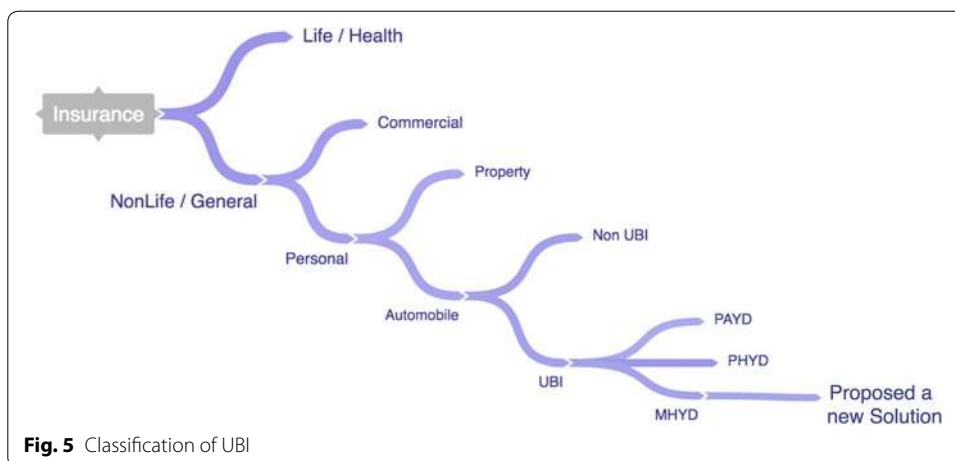 Life / Health
Insurance
Commercial
Property
NonLife / General
Non UBI
Personal
Automobile
PAYD
PHYD
UBI
Proposed a
new Solution
MHYD
Fig. 5 Classification of UBI